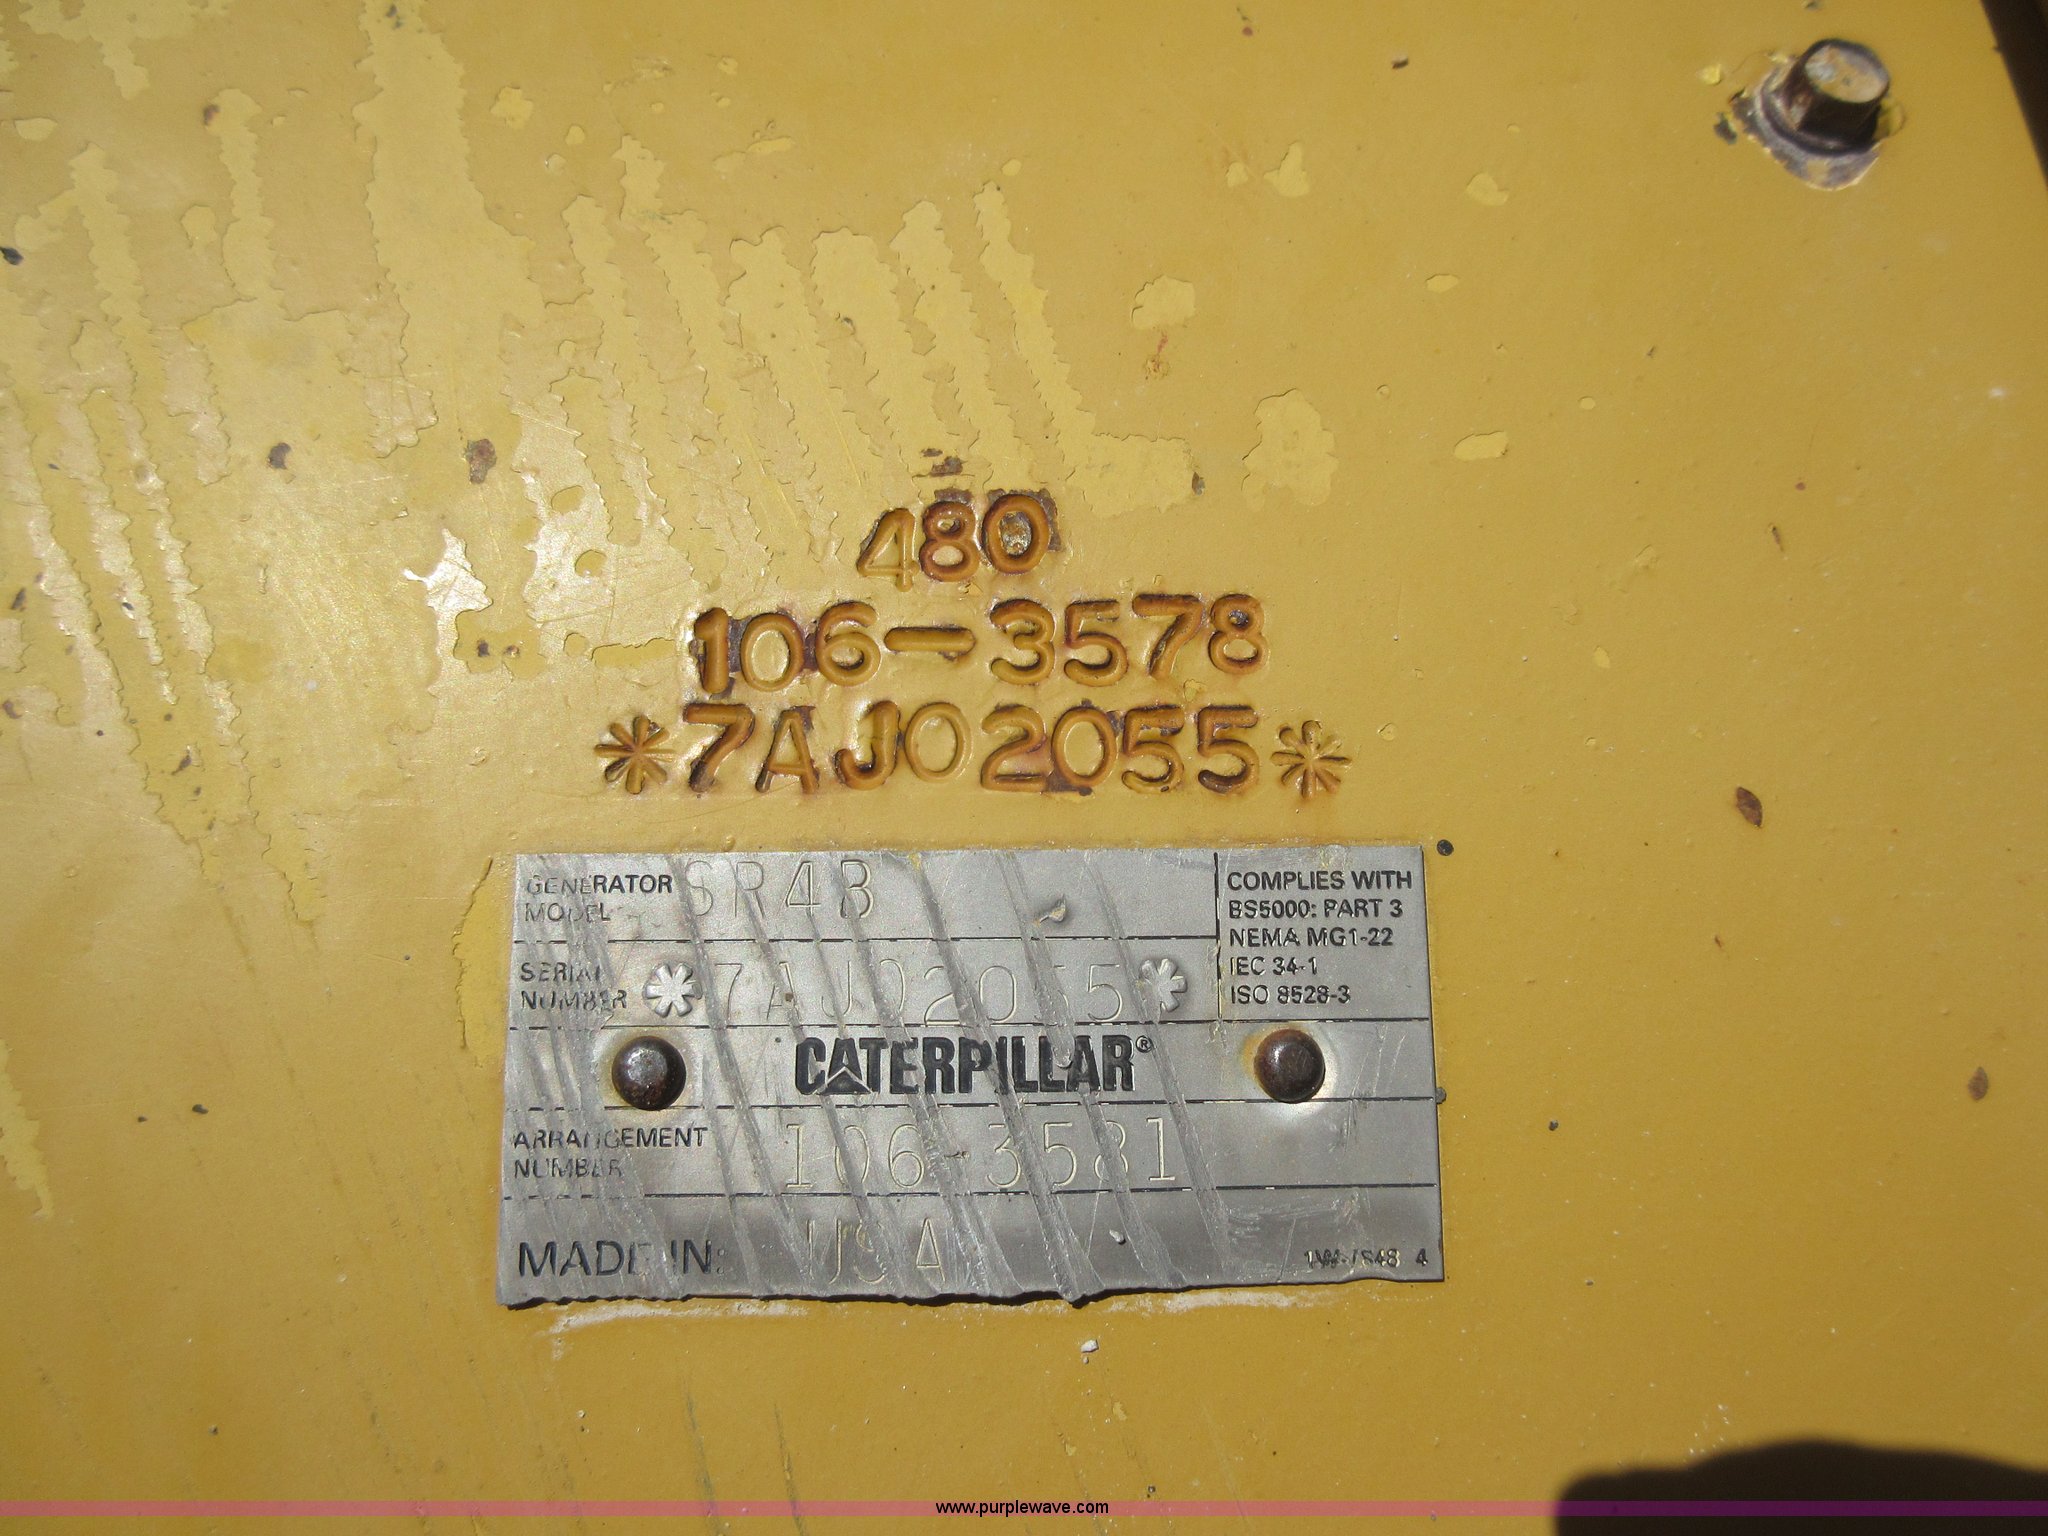 480
106-3578
*7AJ02055*
GENERATOR MODEL SR4B
SERIAL NUMBER *7AJ02055*
COMPLIES WITH
BS5000: PART 3
NEMA MG1-22
IEC 34-1
ISO 8528-3
CATERPILLAR®
ARRANGEMENT NUMBER 106-3581
MADE IN: USA
www.purplewave.com